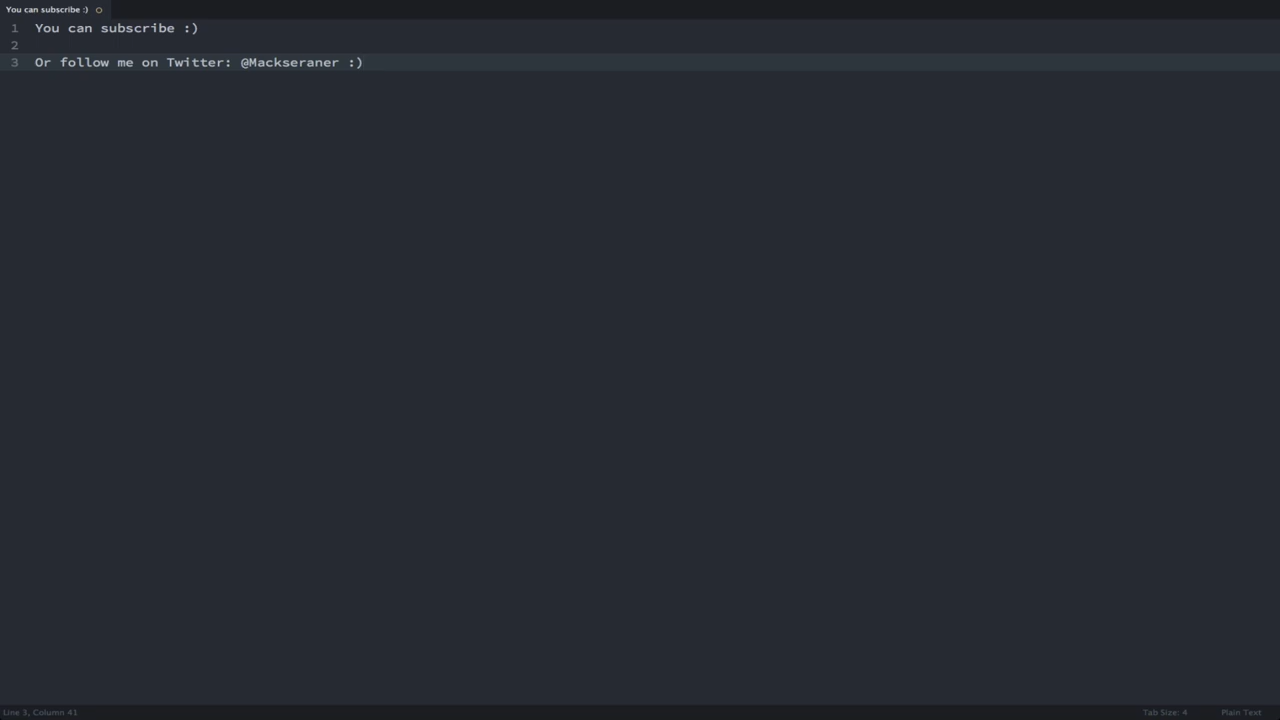 You can subscribe :)
1 You can subscribe :)
2
3 Or follow me on Twitter: @Mackseraner :)
Line 3, Column 41
Tab Size: 4
Plain Text